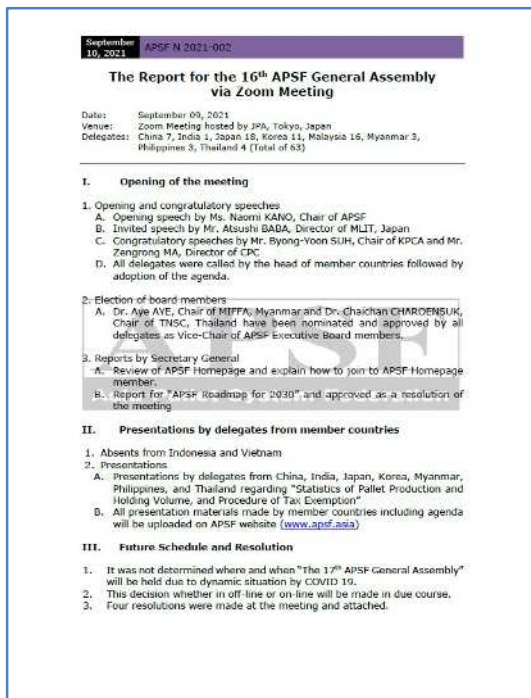 September 10, 2021 APSF N 2021-002
The Report for the 16th APSF General Assembly
via Zoom Meeting
Date: September 09, 2021
Venue: Zoom Meeting hosted by JPA, Tokyo, Japan
Delegates: China 7, India 1, Japan 18, Korea 11, Malaysia 16, Myanmar 3,
Philippines 3, Thailand 4 (Total of 63)
I. Opening of the meeting
1. Opening and congratulatory speeches
A. Opening speech by Ms. Naomi KANO, Chair of APSF
B. Invited speech by Mr. Atsushi BABA, Director of MLIT, Japan
C. Congratulatory speeches by Mr. Byong-Yoon SUH, Chair of KPCA and Mr.
Zengrong MA, Director of CPC
D. All delegates were called by the head of member countries followed by
adoption of the agenda.
2. Election of board members
A. Dr. Aye AYE, Chair of MIFFA, Myanmar and Dr. Chaichan CHAROENSUK,
Chair of TNSC, Thailand have been nominated and approved by all
delegates as Vice-Chair of APSF Executive Board members.
3. Reports by Secretary General
A. Review of APSF Homepage and explain how to join to APSF Homepage
member.
B. Report for "APSF Roadmap for 2030" and approved as a resolution of
the meeting
APSF
Asia Pallet System Federation
II. Presentations by delegates from member countries
1. Absents from Indonesia and Vietnam
2. Presentations
A. Presentations by delegates from China, India, Japan, Korea, Myanmar,
Philippines, and Thailand regarding "Statistics of Pallet Production and
Holding Volume, and Procedure of Tax Exemption"
B. All presentation materials made by member countries including agenda
will be uploaded on APSF website (www.apsf.asia)
III. Future Schedule and Resolution
1. It was not determined where and when "The 17th APSF General Assembly"
will be held due to dynamic situation by COVID 19.
2. This decision whether in off-line or on-line will be made in due course.
3. Four resolutions were made at the meeting and attached.